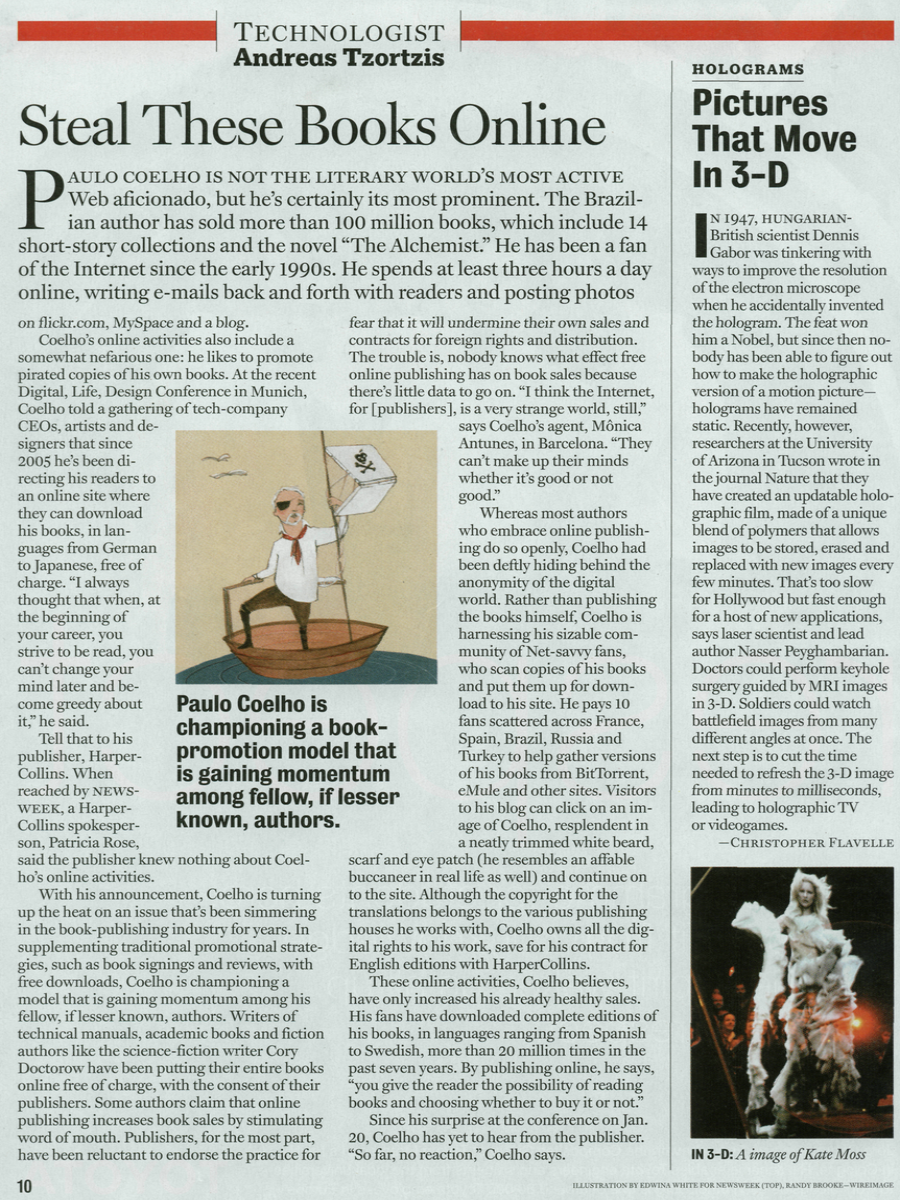 TECHNOLOGIST
Andreas Tzortzis
Steal These Books Online
PAULO COELHO IS NOT THE LITERARY WORLD'S MOST ACTIVE
Web aficionado, but he's certainly its most prominent. The Brazil-
ian author has sold more than 100 million books, which include 14
short-story collections and the novel “The Alchemist.” He has been a fan
of the Internet since the early 1990s. He spends at least three hours a day
online, writing e-mails back and forth with readers and posting photos
on flickr.com, MySpace and a blog.
Coelho's online activities also include a
somewhat nefarious one: he likes to promote
pirated copies of his own books. At the recent
Digital, Life, Design Conference in Munich,
Coelho told a gathering of tech-company
CEOs, artists and de-
signers that since
2005 he's been di-
recting his readers to
an online site where
they can download
his books, in lan-
guages from German
to Japanese, free of
charge. “I always
thought that when, at
the beginning of
your career, you
strive to be read, you
can't change your
mind later and be-
come greedy about
it,” he said.
Tell that to his
publisher, Harper-
Collins. When
reached by NEWS-
WEEK, a Harper-
Collins spokesper-
son, Patricia Rose,
said the publisher knew nothing about Coel-
ho's online activities.
With his announcement, Coelho is turning
up the heat on an issue that's been simmering
in the book-publishing industry for years. In
supplementing traditional promotional strate-
gies, such as book signings and reviews, with
free downloads, Coelho is championing a
model that is gaining momentum among his
fellow, if lesser known, authors. Writers of
technical manuals, academic books and fiction
authors like the science-fiction writer Cory
Doctorow have been putting their entire books
online free of charge, with the consent of their
publishers. Some authors claim that online
publishing increases book sales by stimulating
word of mouth. Publishers, for the most part,
have been reluctant to endorse the practice for
fear that it will undermine their own sales and
contracts for foreign rights and distribution.
The trouble is, nobody knows what effect free
online publishing has on book sales because
there's little data to go on. “I think the Internet,
for [publishers], is a very strange world, still,”
says Coelho's agent, Mônica
Antunes, in Barcelona. “They
can't make up their minds
whether it's good or not
good.”
Whereas most authors
who embrace online publish-
ing do so openly, Coelho had
been deftly hiding behind the
anonymity of the digital
world. Rather than publishing
the books himself, Coelho is
harnessing his sizable com-
munity of Net-savvy fans,
who scan copies of his books
and put them up for down-
load to his site. He pays 10
fans scattered across France,
Spain, Brazil, Russia and
Turkey to help gather versions
of his books from BitTorrent,
eMule and other sites. Visitors
to his blog can click on an im-
age of Coelho, resplendent in
a neatly trimmed white beard,
scarf and eye patch (he resembles an affable
buccaneer in real life as well) and continue on
to the site. Although the copyright for the
translations belongs to the various publishing
houses he works with, Coelho owns all the dig-
ital rights to his work, save for his contract for
English editions with HarperCollins.
These online activities, Coelho believes,
have only increased his already healthy sales.
His fans have downloaded complete editions of
his books, in languages ranging from Spanish
to Swedish, more than 20 million times in the
past seven years. By publishing online, he says,
“you give the reader the possibility of reading
books and choosing whether to buy it or not.”
Since his surprise at the conference on Jan.
20, Coelho has yet to hear from the publisher.
“So far, no reaction,” Coelho says.
Paulo Coelho is
championing a book-
promotion model that
is gaining momentum
among fellow, if lesser
known, authors.
HOLOGRAMS
Pictures
That Move
In 3-D
IN 1947, HUNGARIAN-
British scientist Dennis
Gabor was tinkering with
ways to improve the resolution
of the electron microscope
when he accidentally invented
the hologram. The feat won
him a Nobel, but since then no-
body has been able to figure out
how to make the holographic
version of a motion picture—
holograms have remained
static. Recently, however,
researchers at the University
of Arizona in Tucson wrote in
the journal Nature that they
have created an updatable holo-
graphic film, made of a unique
blend of polymers that allows
images to be stored, erased and
replaced with new images every
few minutes. That's too slow
for Hollywood but fast enough
for a host of new applications,
says laser scientist and lead
author Nasser Peyghambarian.
Doctors could perform keyhole
surgery guided by MRI images
in 3-D. Soldiers could watch
battlefield images from many
different angles at once. The
next step is to cut the time
needed to refresh the 3-D image
from minutes to milliseconds,
leading to holographic TV
or videogames.
—CHRISTOPHER FLAVELLE
IN 3-D: A image of Kate Moss
10
ILLUSTRATION BY EDWINA WHITE FOR NEWSWEEK (TOP), RANDY BROOKE—WIREIMAGE